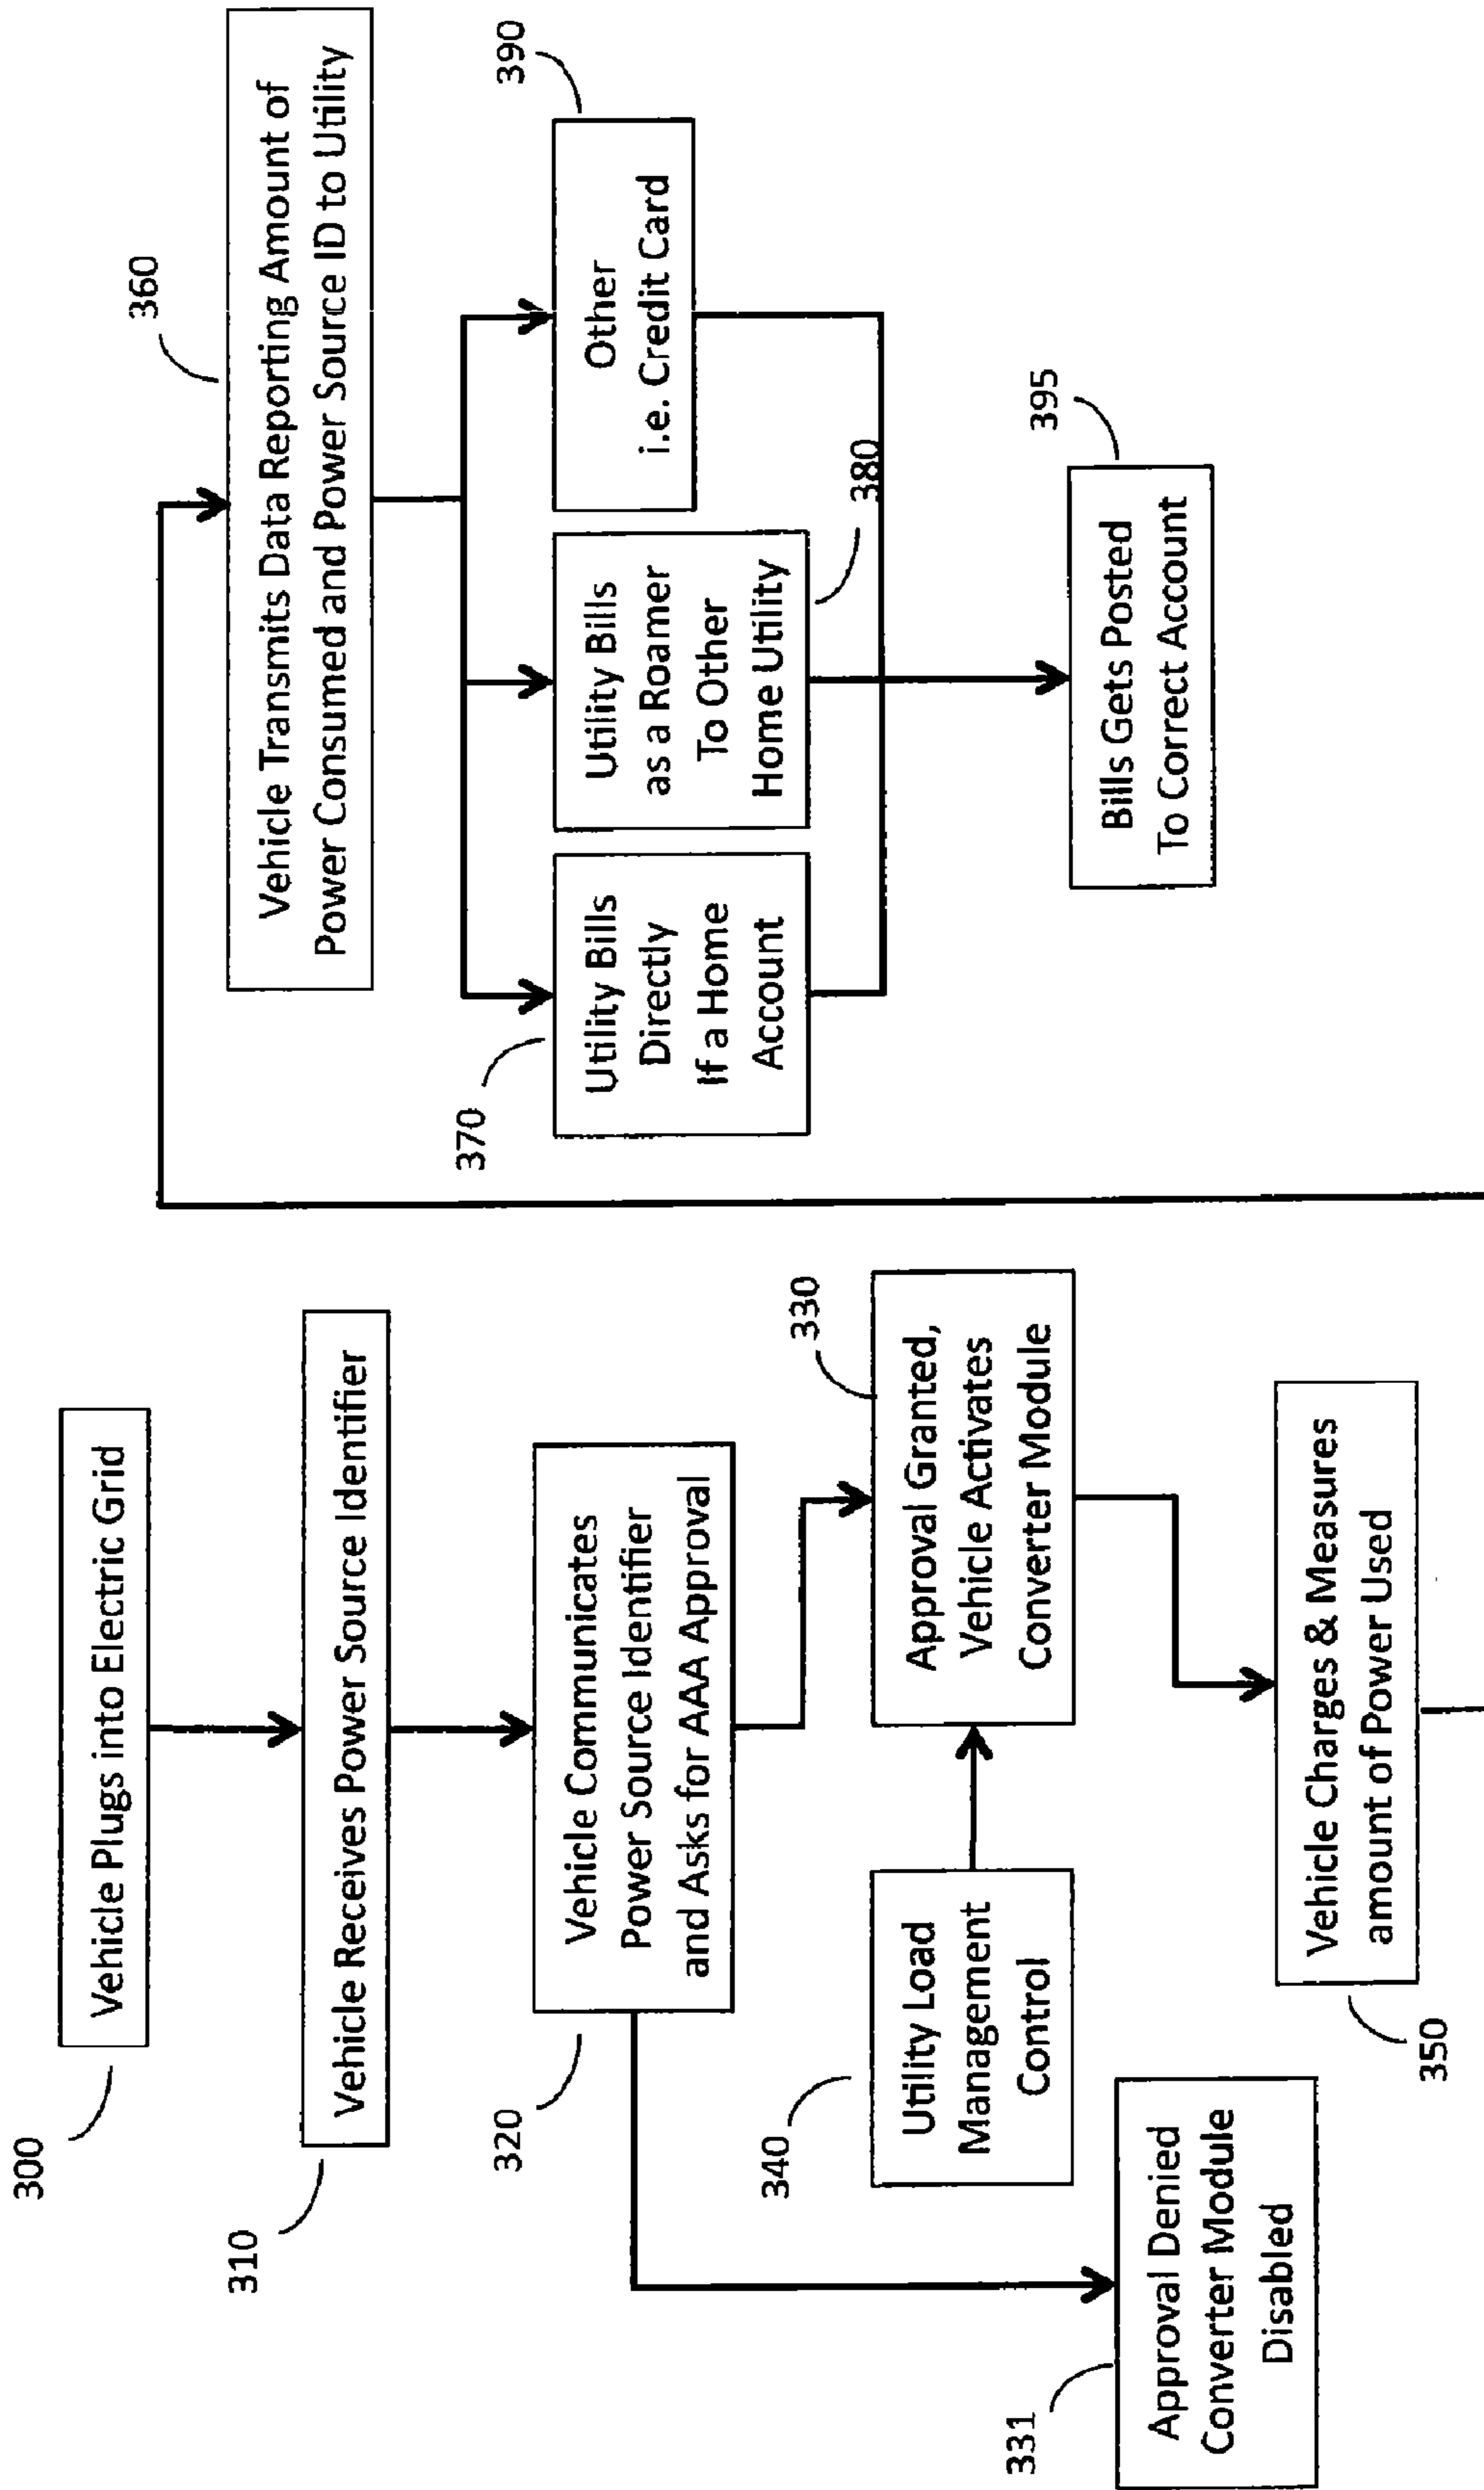 300
Vehicle Plugs into Electric Grid
310
Vehicle Receives Power Source Identifier
320
Vehicle Communicates
Power Source Identifier
and Asks for AAA Approval
331
Approval Denied
Converter Module
Disabled
340
Utility Load
Management
Control
330
Approval Granted,
Vehicle Activates
Converter Module
350
Vehicle Charges & Measures
amount of Power Used
360
Vehicle Transmits Data Reporting Amount of
Power Consumed and Power Source ID to Utility
370
Utility Bills
Directly
If a Home
Account
380
Utility Bills
as a Roamer
To Other
Home Utility
390
Other
i.e. Credit Card
395
Bills Gets Posted
To Correct Account